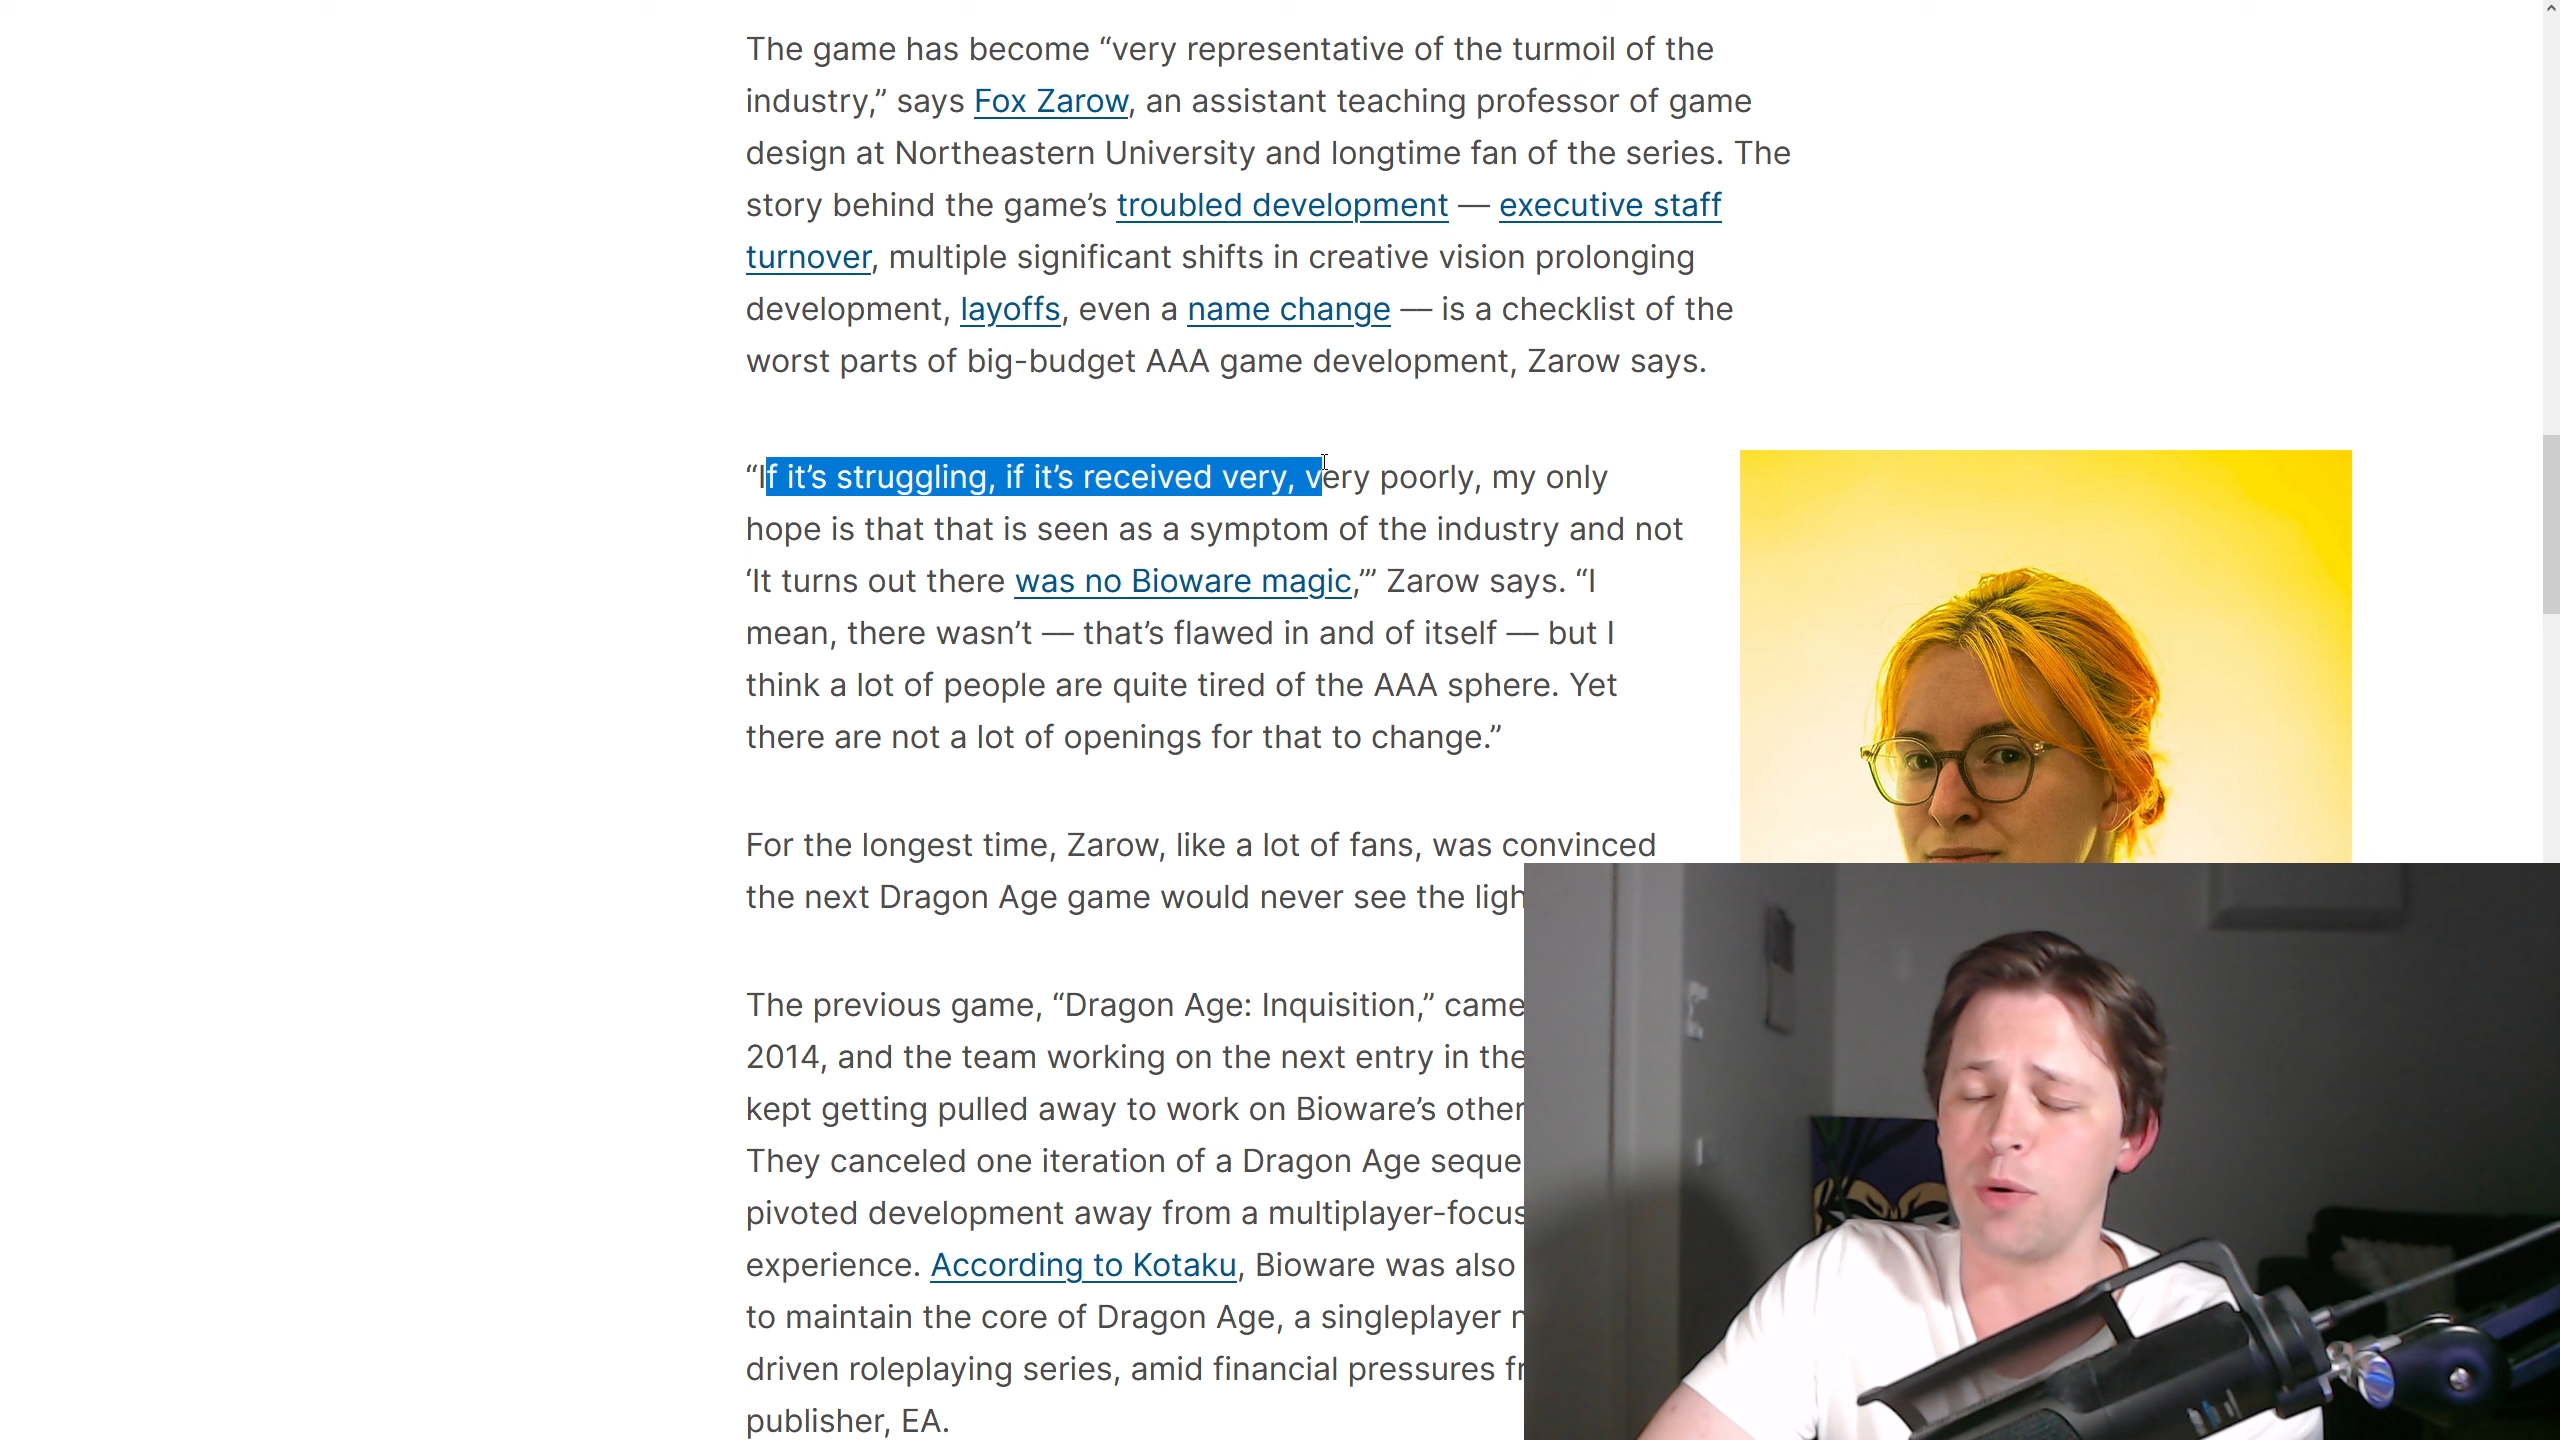 The game has become “very representative of the turmoil of the
industry,” says Fox Zarow, an assistant teaching professor of game
design at Northeastern University and longtime fan of the series. The
story behind the game’s troubled development — executive staff
turnover, multiple significant shifts in creative vision prolonging
development, layoffs, even a name change — is a checklist of the
worst parts of big-budget AAA game development, Zarow says.
“If it’s struggling, if it’s received very, very poorly, my only
hope is that that is seen as a symptom of the industry and not
‘It turns out there was no Bioware magic,’” Zarow says. “I
mean, there wasn’t — that’s flawed in and of itself — but I
think a lot of people are quite tired of the AAA sphere. Yet
there are not a lot of openings for that to change.”
For the longest time, Zarow, like a lot of fans, was convinced
the next Dragon Age game would never see the ligh
The previous game, “Dragon Age: Inquisition,” came
2014, and the team working on the next entry in the
kept getting pulled away to work on Bioware’s other
They canceled one iteration of a Dragon Age seque
pivoted development away from a multiplayer-focus
experience. According to Kotaku, Bioware was also
to maintain the core of Dragon Age, a singleplayer n
driven roleplaying series, amid financial pressures fr
publisher, EA.